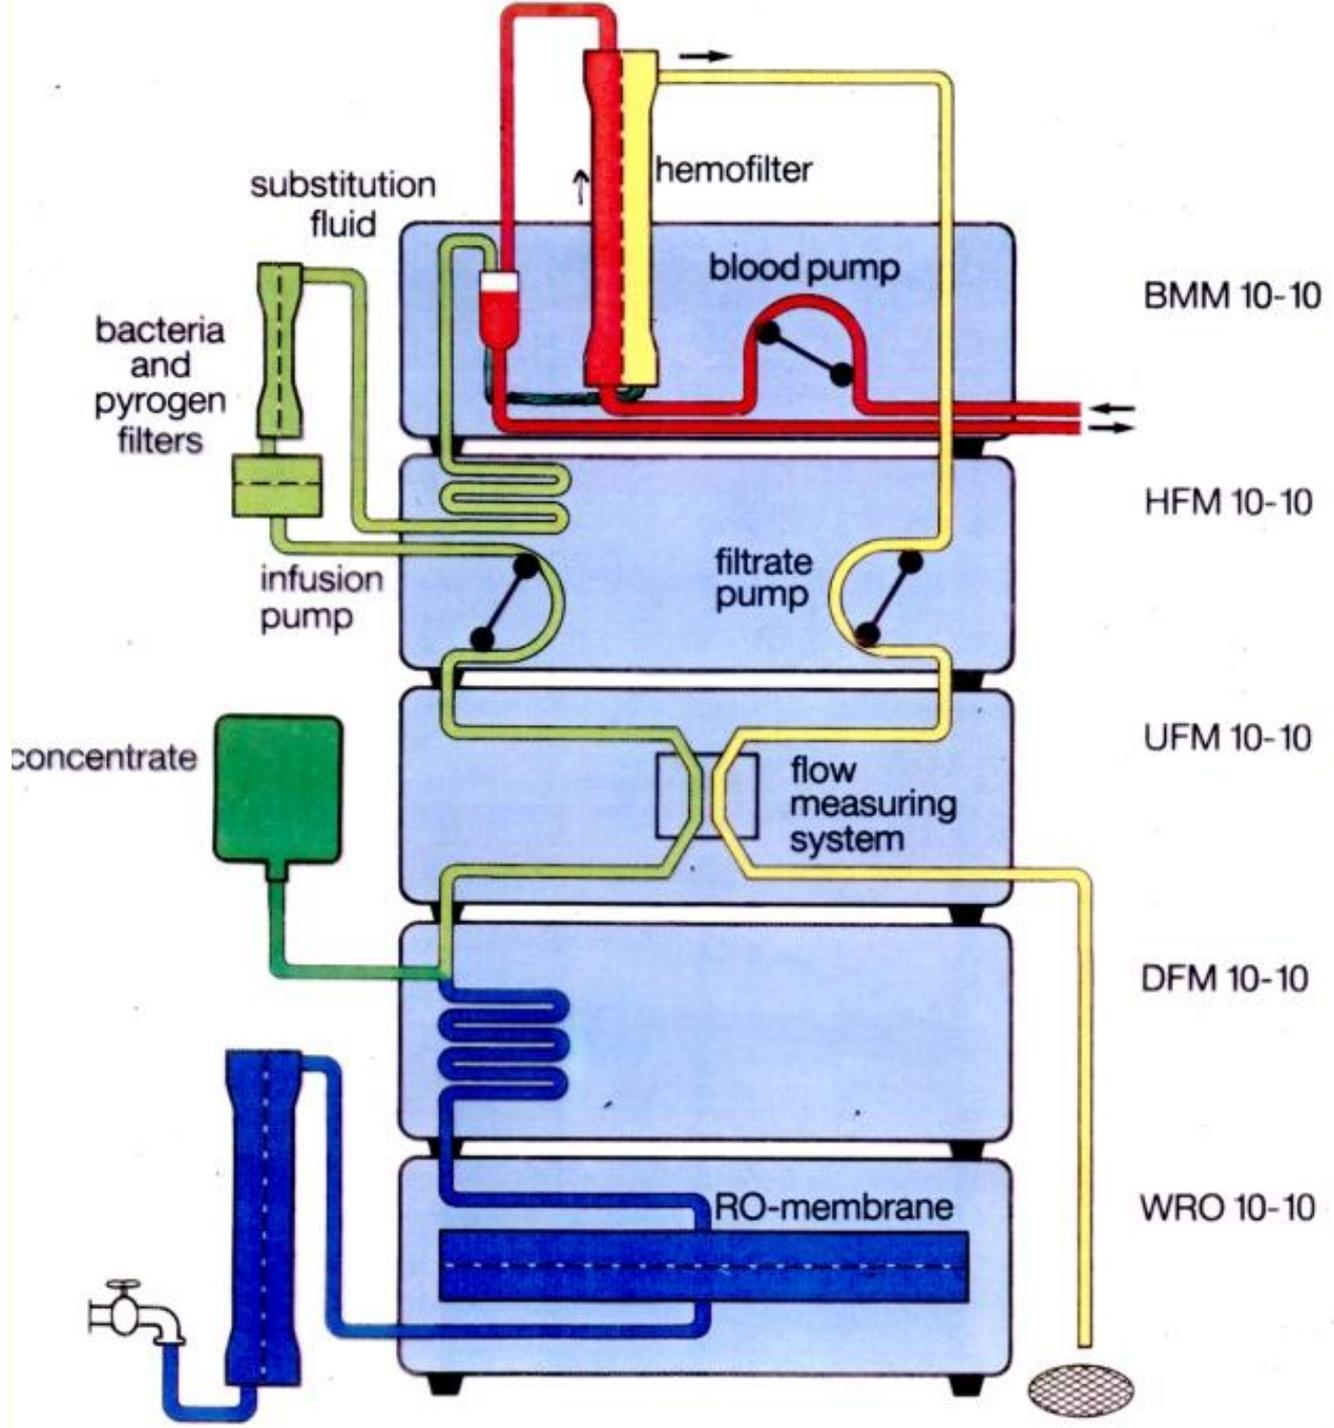 hemofilter
substitution
fluid
blood pump
BMM 10-10
bacteria
and
pyrogen
filters
HFM 10-10
infusion
pump
filtrate
pump
UFM 10-10
concentrate
flow
measuring
system
DFM 10-10
RO-membrane
WRO 10-10